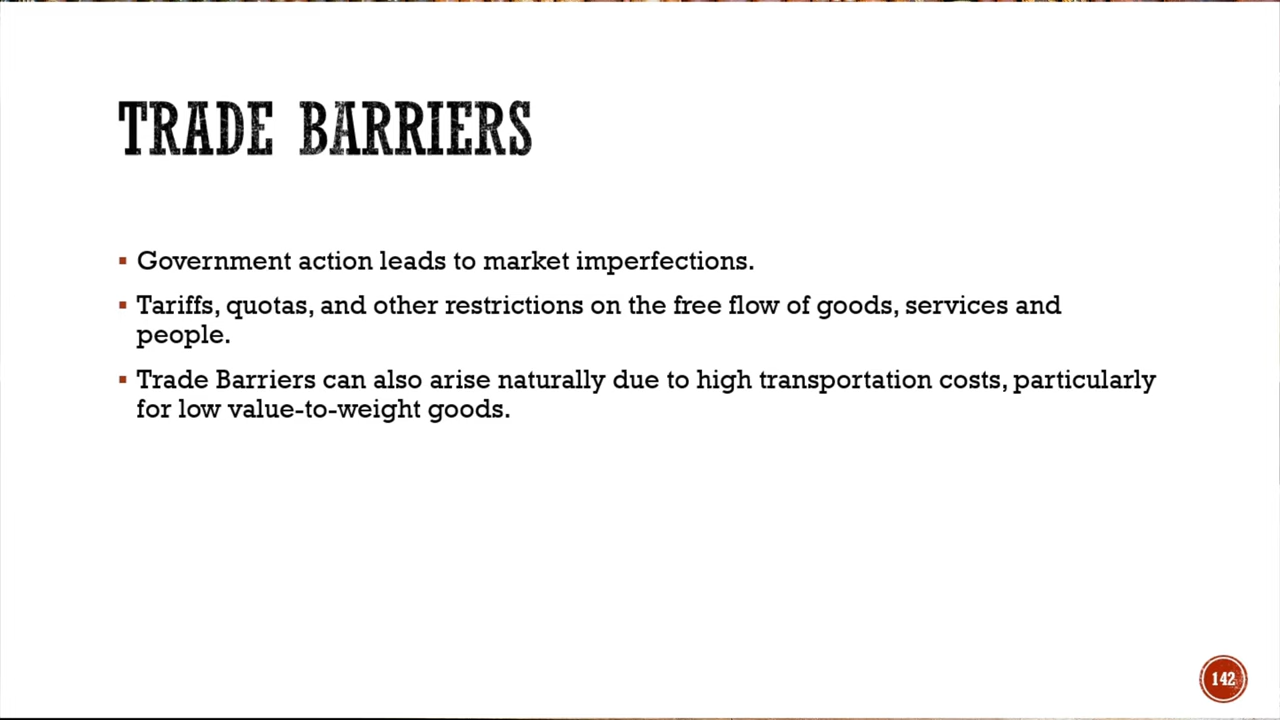 TRADE BARRIERS
▪ Government action leads to market imperfections.
▪ Tariffs, quotas, and other restrictions on the free flow of goods, services and
people.
▪ Trade Barriers can also arise naturally due to high transportation costs, particularly
for low value-to-weight goods.
142